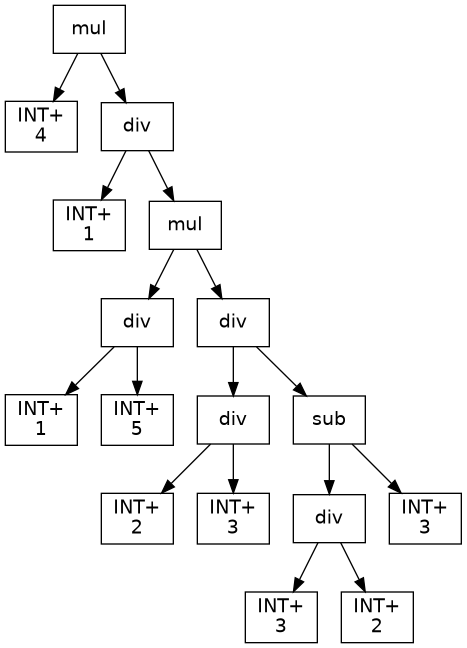 mul
INT+
4
div
INT+
1
mul
div
div
INT+
1
INT+
5
div
sub
INT+
2
INT+
3
div
INT+
3
INT+
3
INT+
2